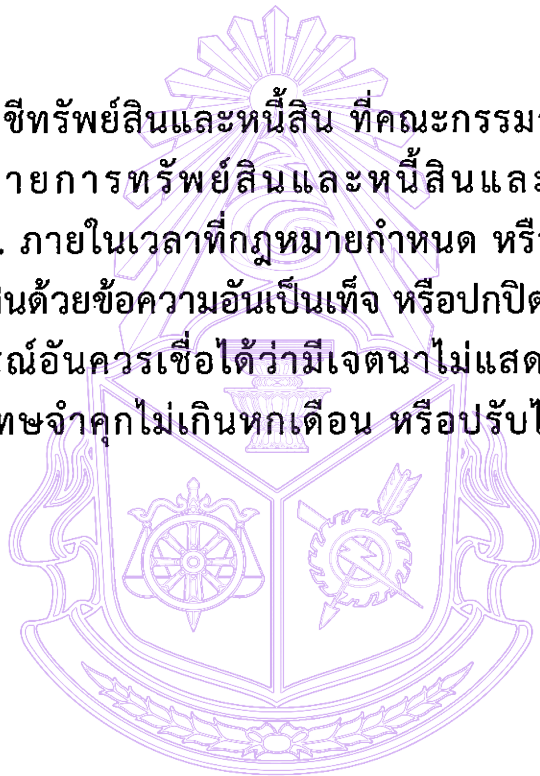 ชีทรัพย์สินและหนี้สิน ที่คณะกรรม
ายการทรัพย์สินและหนี้สินและ
. ภายในเวลาที่กฎหมายกำหนด หรื
ื่นด้วยข้อความอันเป็นเท็จ หรือปกปิด
รณ์อันควรเชื่อได้ว่ามีเจตนาไม่แสด
ทษจำคุกไม่เกินหกเดือน หรือปรับไ